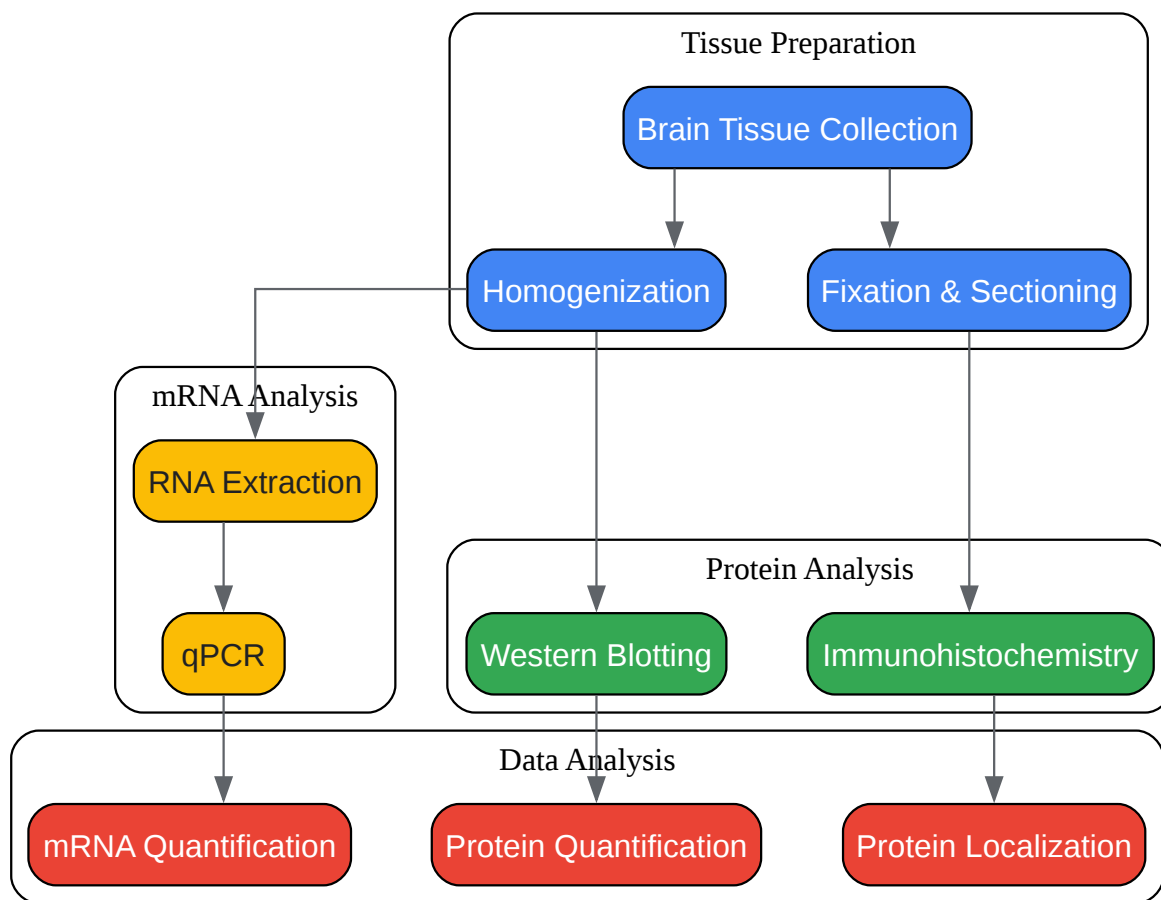 Tissue Preparation
Brain Tissue Collection
Homogenization
Fixation & Sectioning
mRNA Analysis
RNA Extraction
qPCR
Protein Analysis
Western Blotting
Immunohistochemistry
Data Analysis
mRNA Quantification
Protein Quantification
Protein Localization